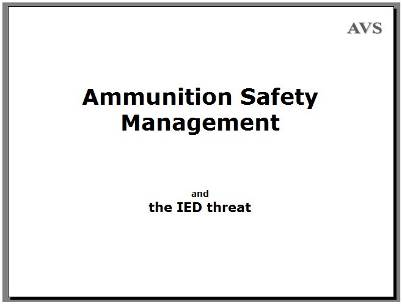 AVS
Ammunition Safety
Management
and
the IED threat